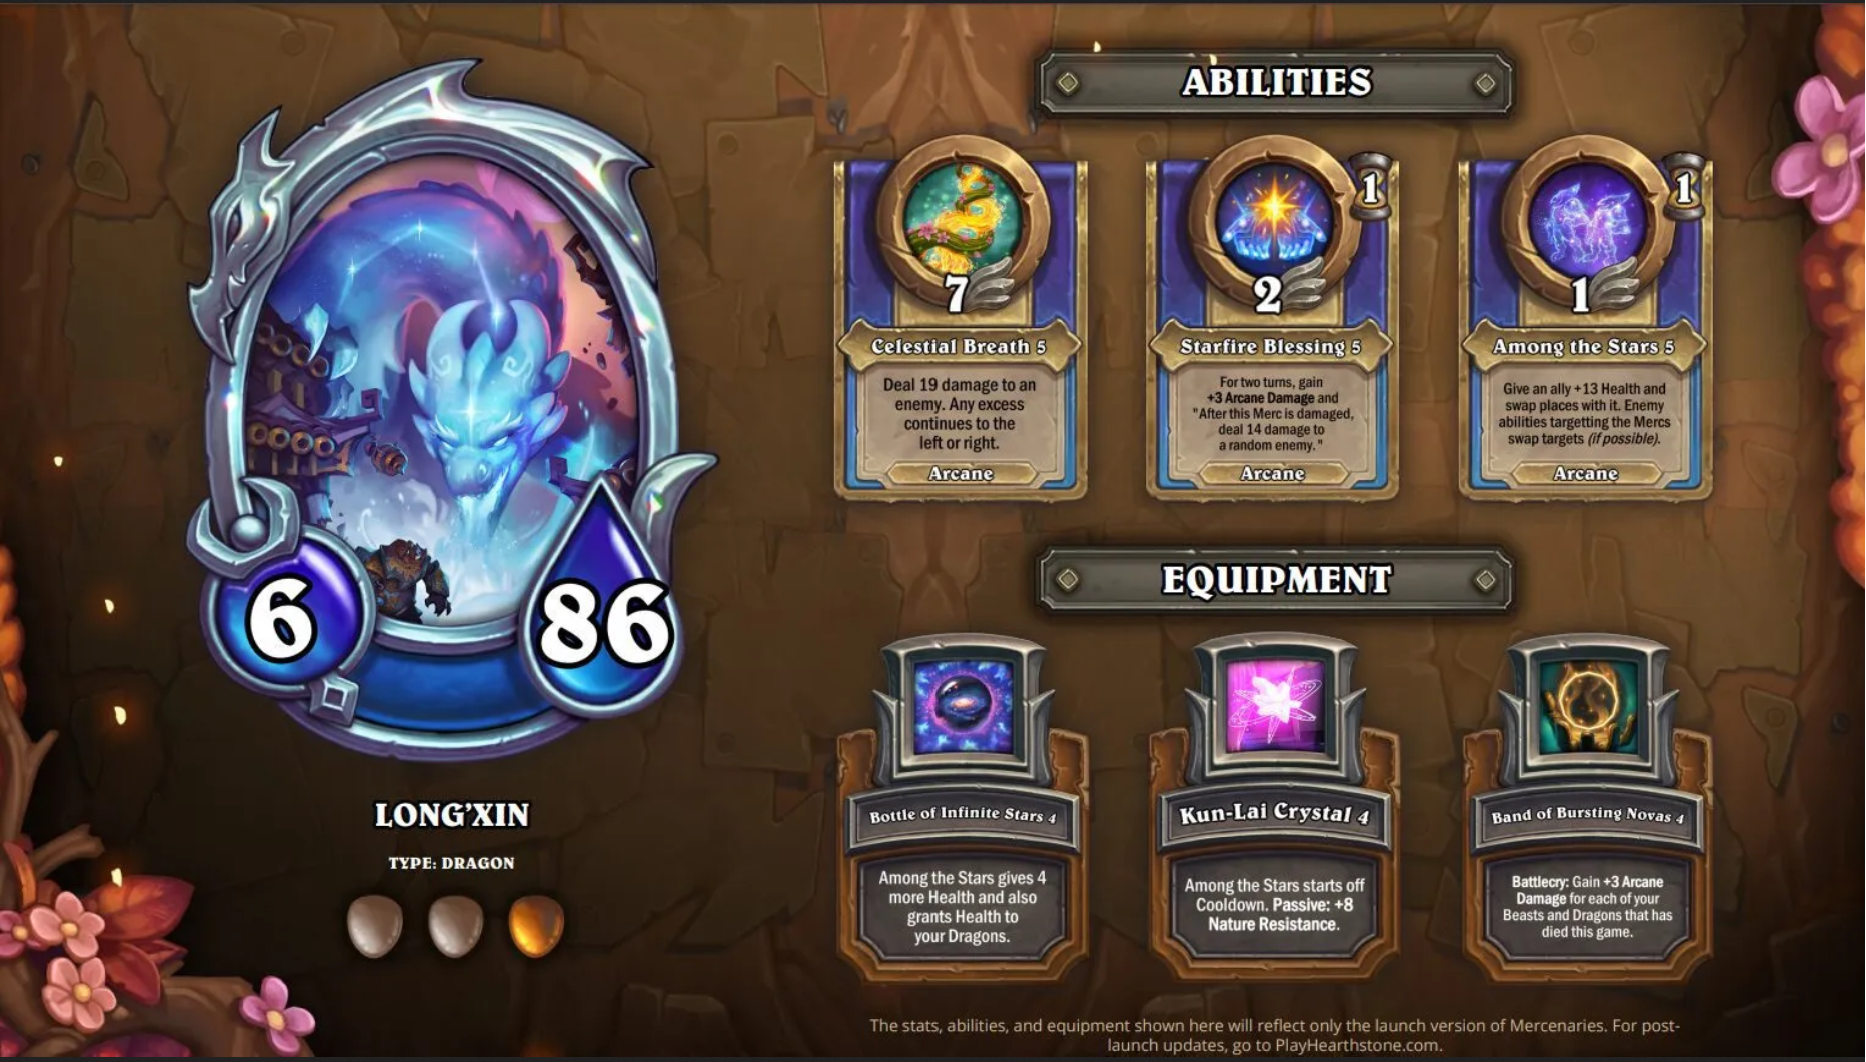 ABILITIES
7
Celestial Breath 5
Deal 19 damage to an
enemy. Any excess
continues to the
left or right.
Arcane
1
2
Starfire Blessing 5
For two turns, gain
+3 Arcane Damage and
"After this Merc is damaged,
deal 14 damage to
a random enemy."
Arcane
1
1
Among the Stars 5
Give an ally +13 Health and
swap places with it. Enemy
abilities targetting the Mercs
swap targets (if possible).
Arcane
6
86
LONG'XIN
TYPE: DRAGON
EQUIPMENT
Bottle of Infinite Stars 4
Among the Stars gives 4
more Health and also
grants Health to
your Dragons.
Kun-Lai Crystal 4
Among the Stars starts off
Cooldown. Passive: +8
Nature Resistance.
Band of Bursting Novas 4
Battlecry: Gain +3 Arcane
Damage for each of your
Beasts and Dragons that has
died this game.
The stats, abilities, and equipment shown here will reflect only the launch version of Mercenaries. For post-
launch updates, go to PlayHearthstone.com.